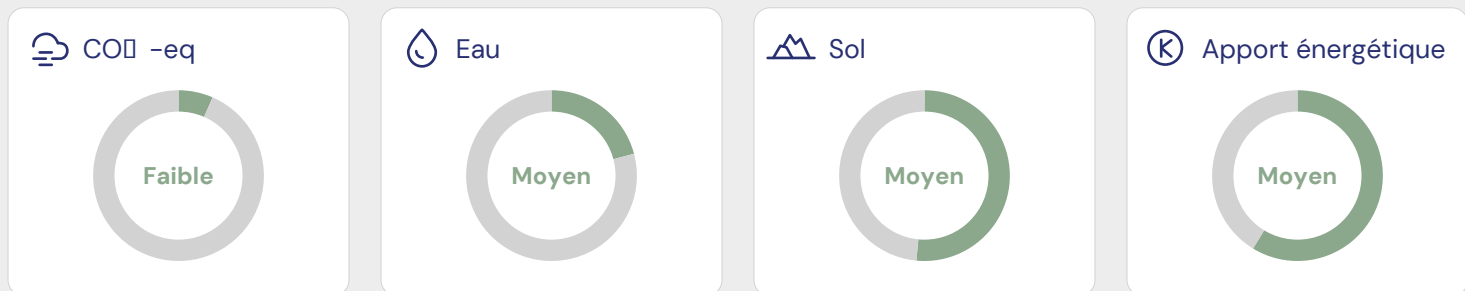 CO▯ -eq
Eau
Sol
Apport énergétique
Faible
Moyen
Moyen
Moyen